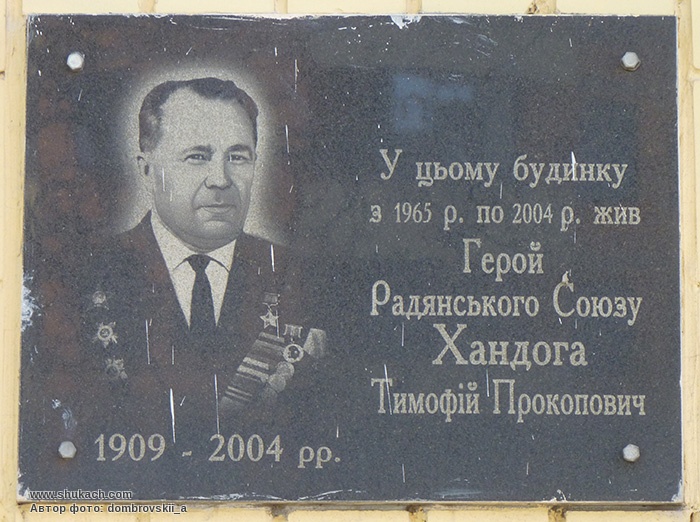 У цьому будинку
з 1965 р. по 2004 р. жив
Герой
Радянського Союзу
Хандога
Тимофій Прокопович
1909 - 2004 рр.
www.shukach.com
Автор фото: dombrovskii_a